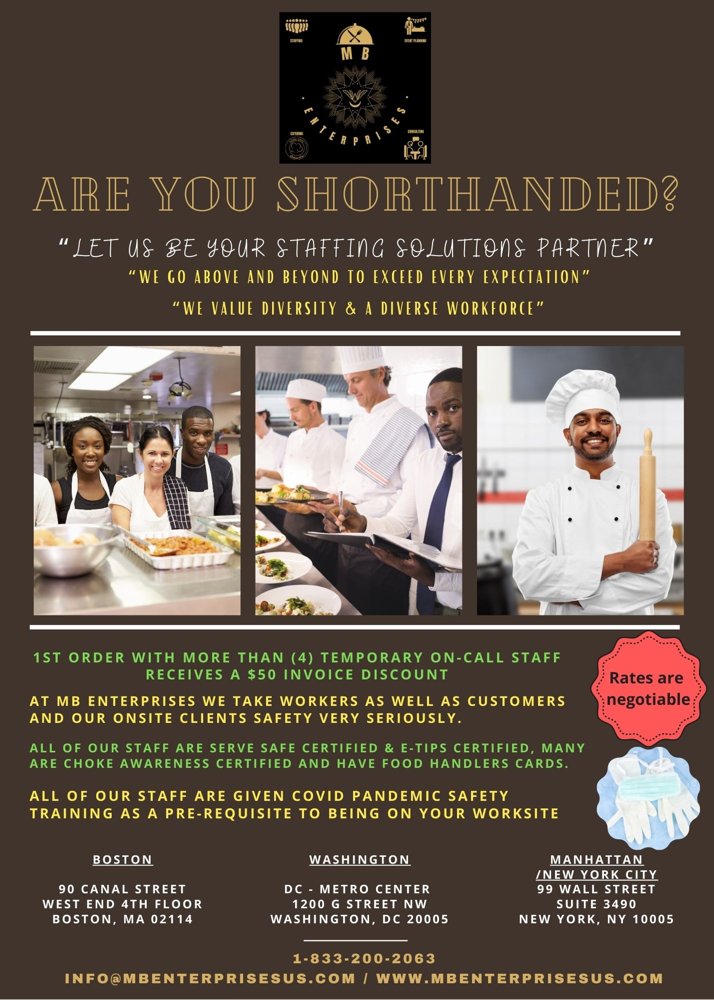 STAFFING
EVENT PLANNING
M B
· ENTERPRISES ·
CATERING
CONSULTING
ARE YOU SHORTHANDED?
“LET US BE YOUR STAFFING SOLUTIONS PARTNER”
“WE GO ABOVE AND BEYOND TO EXCEED EVERY EXPECTATION”
“WE VALUE DIVERSITY & A DIVERSE WORKFORCE”
1ST ORDER WITH MORE THAN (4) TEMPORARY ON-CALL STAFF
RECEIVES A $50 INVOICE DISCOUNT
Rates are
negotiable
AT MB ENTERPRISES WE TAKE WORKERS AS WELL AS CUSTOMERS
AND OUR ONSITE CLIENTS SAFETY VERY SERIOUSLY.
ALL OF OUR STAFF ARE SERVE SAFE CERTIFIED & E-TIPS CERTIFIED, MANY
ARE CHOKE AWARENESS CERTIFIED AND HAVE FOOD HANDLERS CARDS.
ALL OF OUR STAFF ARE GIVEN COVID PANDEMIC SAFETY
TRAINING AS A PRE-REQUISITE TO BEING ON YOUR WORKSITE
BOSTON
90 CANAL STREET
WEST END 4TH FLOOR
BOSTON, MA 02114
WASHINGTON
DC - METRO CENTER
1200 G STREET NW
WASHINGTON, DC 20005
MANHATTAN
/NEW YORK CITY
99 WALL STREET
SUITE 3490
NEW YORK, NY 10005
1-833-200-2063
INFO@MBENTERPRISESUS.COM / WWW.MBENTERPRISESUS.COM